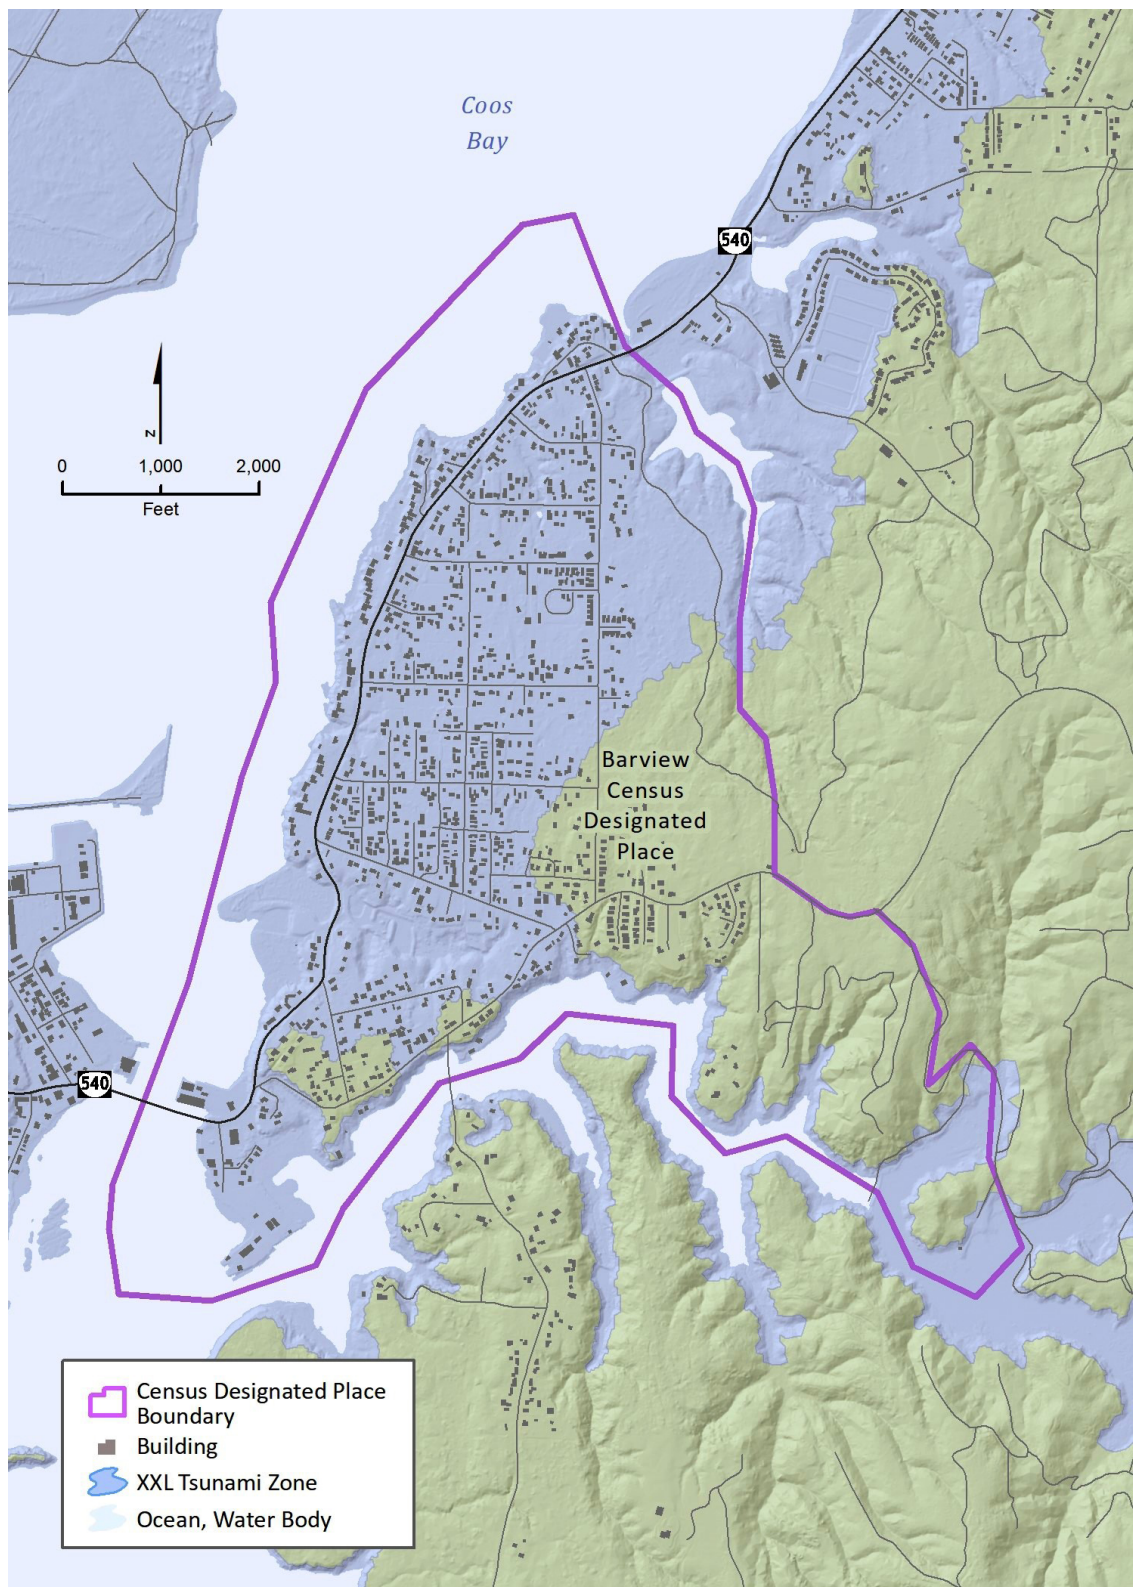 Coos
Bay
540
z
0 1,000 2,000
Feet
Barview
Census
Designated
Place
540
Census Designated Place
Boundary
Building
XXL Tsunami Zone
Ocean, Water Body